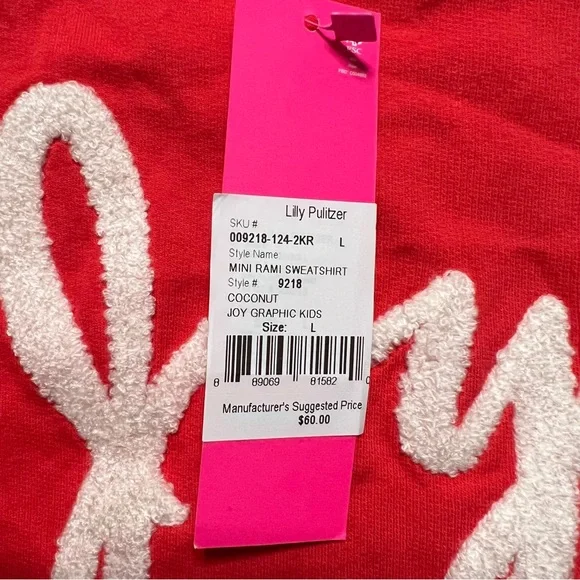 Lilly Pulitzer
SKU #
009218-124-2KR L
Style Name
MINI RAMI SWEATSHIRT
Style # 9218
COCONUT
JOY GRAPHIC KIDS
Size: L
8 89069 81582 0
Manufacturer's Suggested Price
$60.00